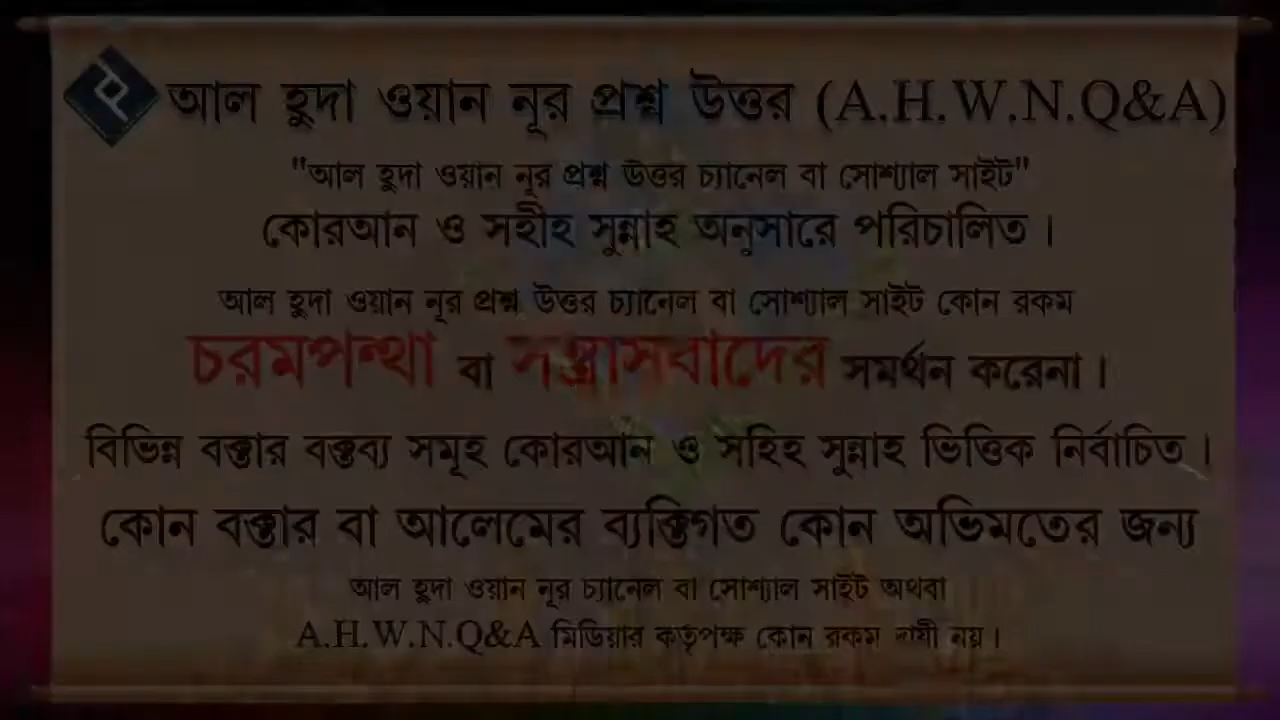 আল হুদা ওয়ান নূর প্রশ্ন উত্তর (A.H.W.N.Q&A)
"আল হুদা ওয়ান নূর প্রশ্ন উত্তর চ্যানেল বা সোশ্যাল সাইট"
কোরআন ও সহীহ সুন্নাহ অনুসারে পরিচালিত ।
আল হুদা ওয়ান নূর প্রশ্ন উত্তর চ্যানেল বা সোশ্যাল সাইট কোন রকম
চরমপন্থা বা সন্ত্রাসবাদের সমর্থন করেনা ।
বিভিন্ন বক্তার বক্তব্য সমূহ কোরআন ও সহিহ সুন্নাহ ভিত্তিক নির্বাচিত ।
কোন বক্তার বা আলেমের ব্যক্তিগত কোন অভিমতের জন্য
আল হুদা ওয়ান নূর চ্যানেল বা সোশ্যাল সাইট অথবা
A.H.W.N.Q&A মিডিয়ার কর্তৃপক্ষ কোন রকম দায়ী নয় ।